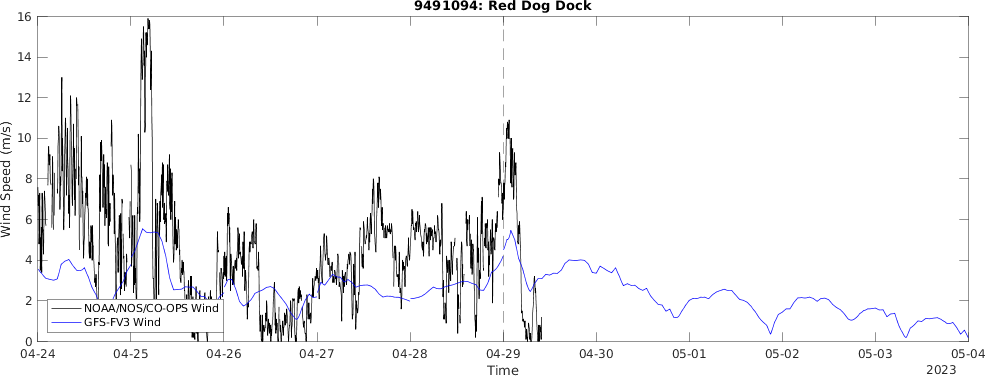 9491094: Red Dog Dock
16
14
12
10
8
6
4
2
0
Wind Speed (m/s)
NOAA/NOS/CO-OPS Wind
GFS-FV3 Wind
04-24 04-25 04-26 04-27 04-28 04-29 04-30 05-01 05-02 05-03 05-04
Time
2023